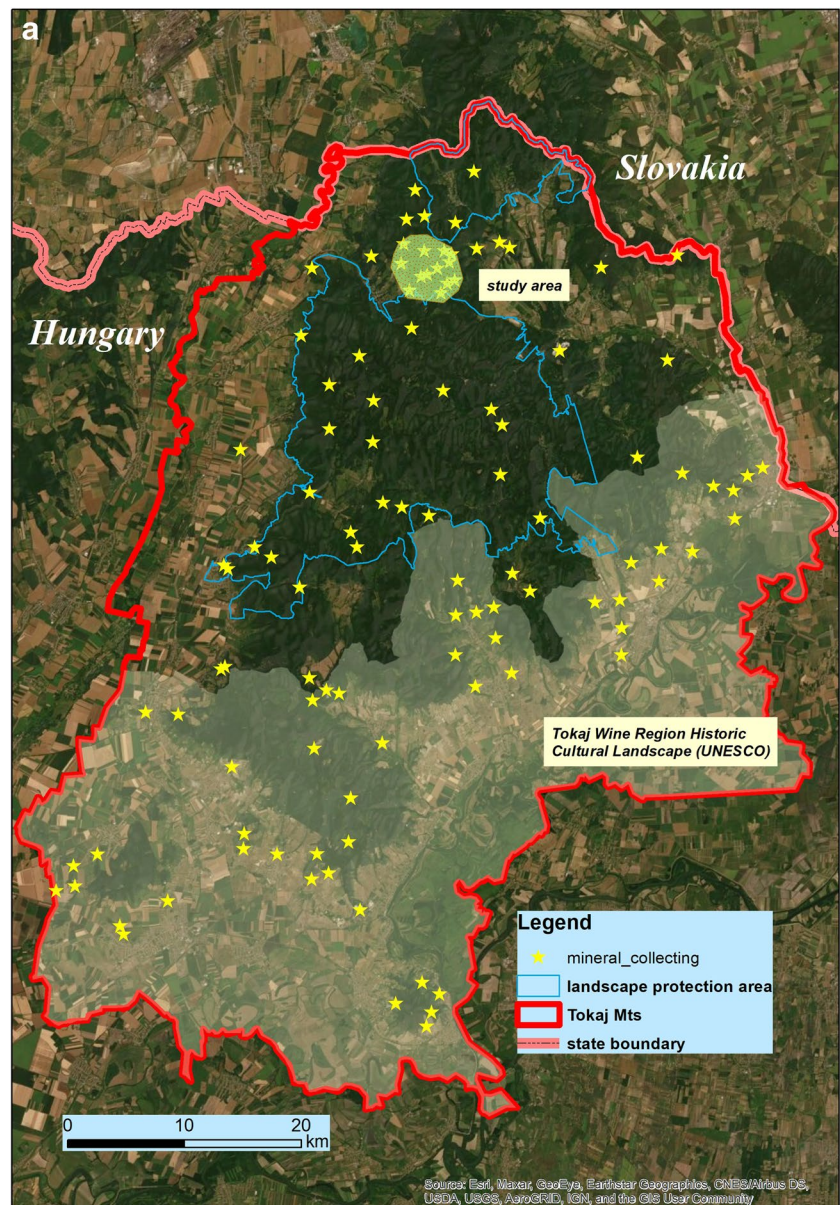 a
Slovakia
study area
Hungary
Tokaj Wine Region Historic
Cultural Landscape (UNESCO)
Legend
mineral_collecting
landscape protection area
Tokaj Mts
state boundary
0 10 20
km
Source: Esri, Maxar, GeoEye, Earthstar Geographics, CNES/Airbus DS,
USDA, USGS, AeroGRID, IGN, and the GIS User Community